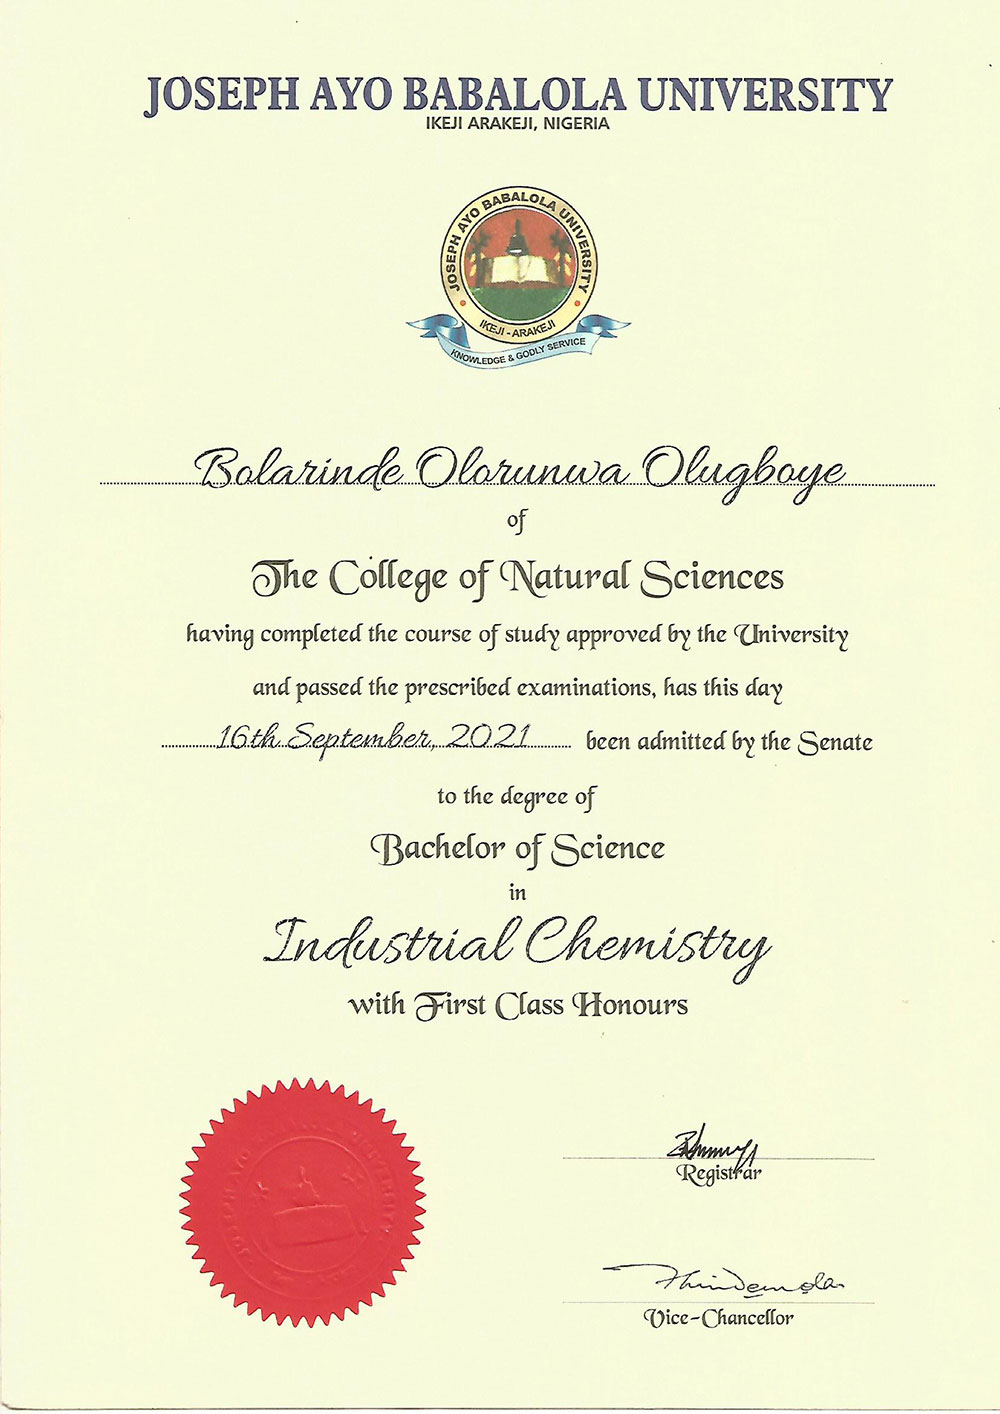 JOSEPH AYO BABALOLA UNIVERSITY
IKEJI ARAKEJI, NIGERIA
JOSEPH AYO BABALOLA UNIVERSITY
IKEJI - ARAKEJI
KNOWLEDGE & GODLY SERVICE
Bolarinde Olorunwa Olugboye
of
The College of Natural Sciences
having completed the course of study approved by the University
and passed the prescribed examinations, has this day
16th September, 2021 been admitted by the Senate
to the degree of
Bachelor of Science
in
Industrial Chemistry
with First Class Honours
Registrar
Vice-Chancellor